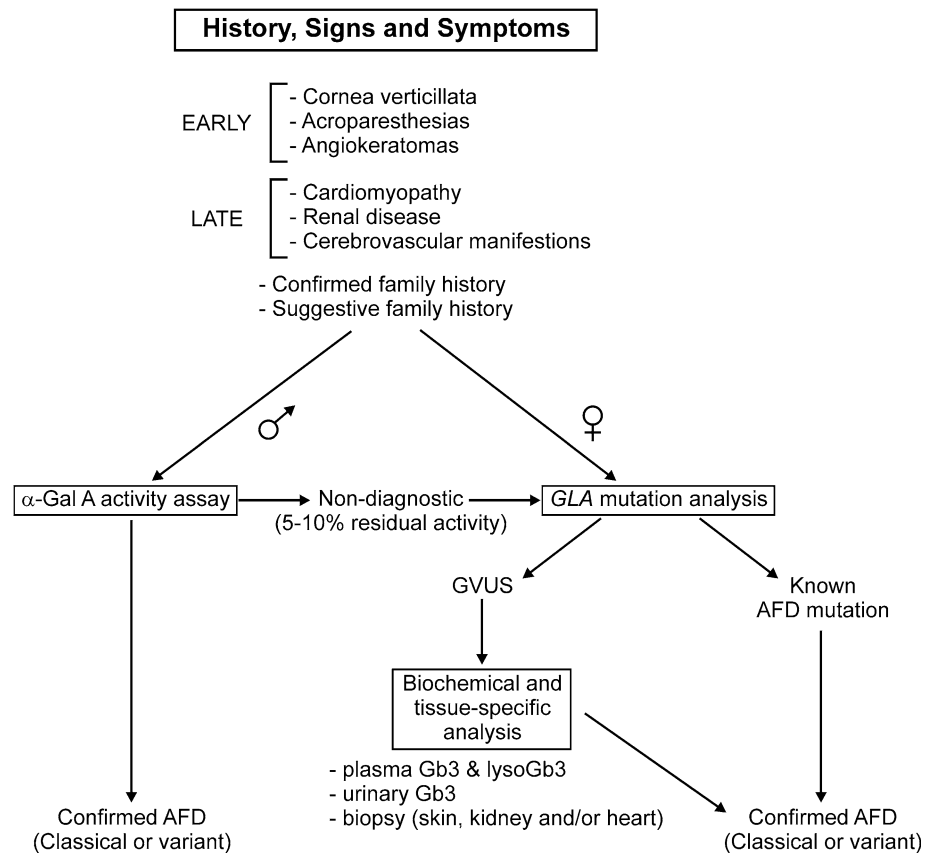 History, Signs and Symptoms
EARLY
- Cornea verticillata
- Acroparesthesias
- Angiokeratomas
LATE
- Cardiomyopathy
- Renal disease
- Cerebrovascular manifestions
- Confirmed family history
- Suggestive family history
♂
♀
α-Gal A activity assay
Non-diagnostic
(5-10% residual activity)
GLA mutation analysis
GVUS
Known
AFD mutation
Biochemical and
tissue-specific
analysis
- plasma Gb3 & lysoGb3
- urinary Gb3
- biopsy (skin, kidney and/or heart)
Confirmed AFD
(Classical or variant)
Confirmed AFD
(Classical or variant)